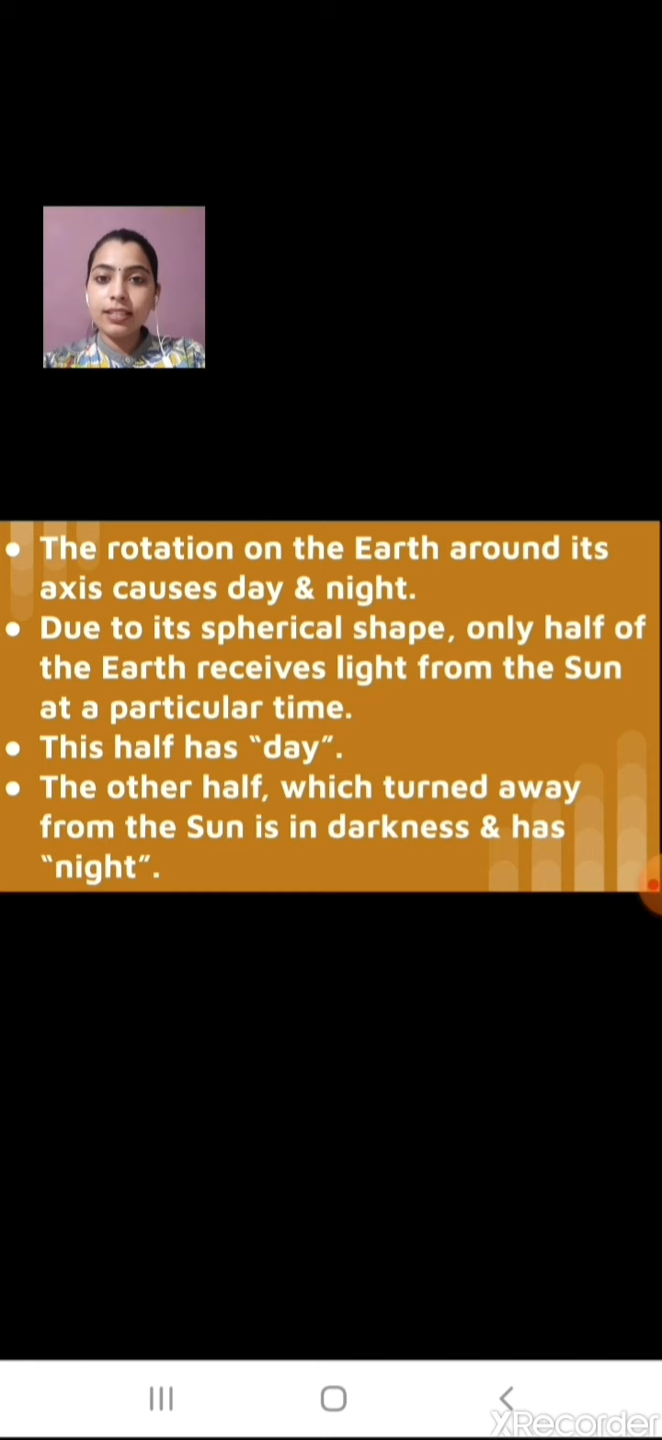 ● The rotation on the Earth around its
axis causes day & night.
● Due to its spherical shape, only half of
the Earth receives light from the Sun
at a particular time.
● This half has “day”.
● The other half, which turned away
from the Sun is in darkness & has
“night”.
XRecorder